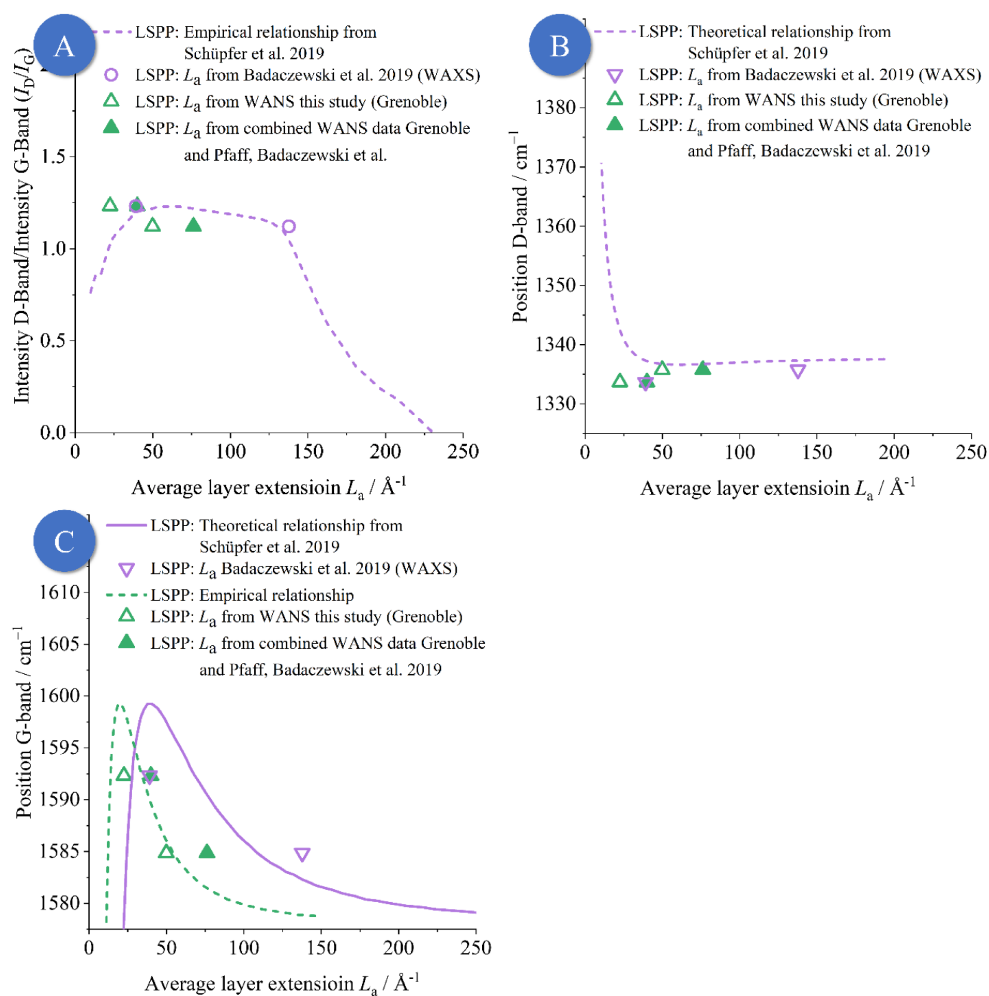 A
LSPP: Empirical relationship from
Schüpfer et al. 2019
LSPP: La from Badaczewski et al. 2019 (WAXS)
LSPP: La from WANS this study (Grenoble)
LSPP: La from combined WANS data Grenoble
and Pfaff, Badaczewski et al.
Intensity D-Band/Intensity G-Band (ID/IG)
1.5
1.0
0.5
0.0
0 50 100 150 200 250
Average layer extensioin La / Å-1
B
LSPP: Theoretical relationship from
Schüpfer et al. 2019
LSPP: La from Badaczewski et al. 2019 (WAXS)
LSPP: La from WANS this study (Grenoble)
LSPP: La from combined WANS data Grenoble
and Pfaff, Badaczewski et al. 2019
Position D-band / cm−1
1380
1370
1360
1350
1340
1330
0 50 100 150 200 250
Average layer extensioin La / Å-1
C
LSPP: Theoretical relationship from
Schüpfer et al. 2019
LSPP: La Badaczewski et al. 2019 (WAXS)
LSPP: Empirical relationship
LSPP: La from WANS this study (Grenoble)
LSPP: La from combined WANS data Grenoble
and Pfaff, Badaczewski et al. 2019
Position G-band / cm−1
1610
1605
1600
1595
1590
1585
1580
0 50 100 150 200 250
Average layer extensioin La / Å-1